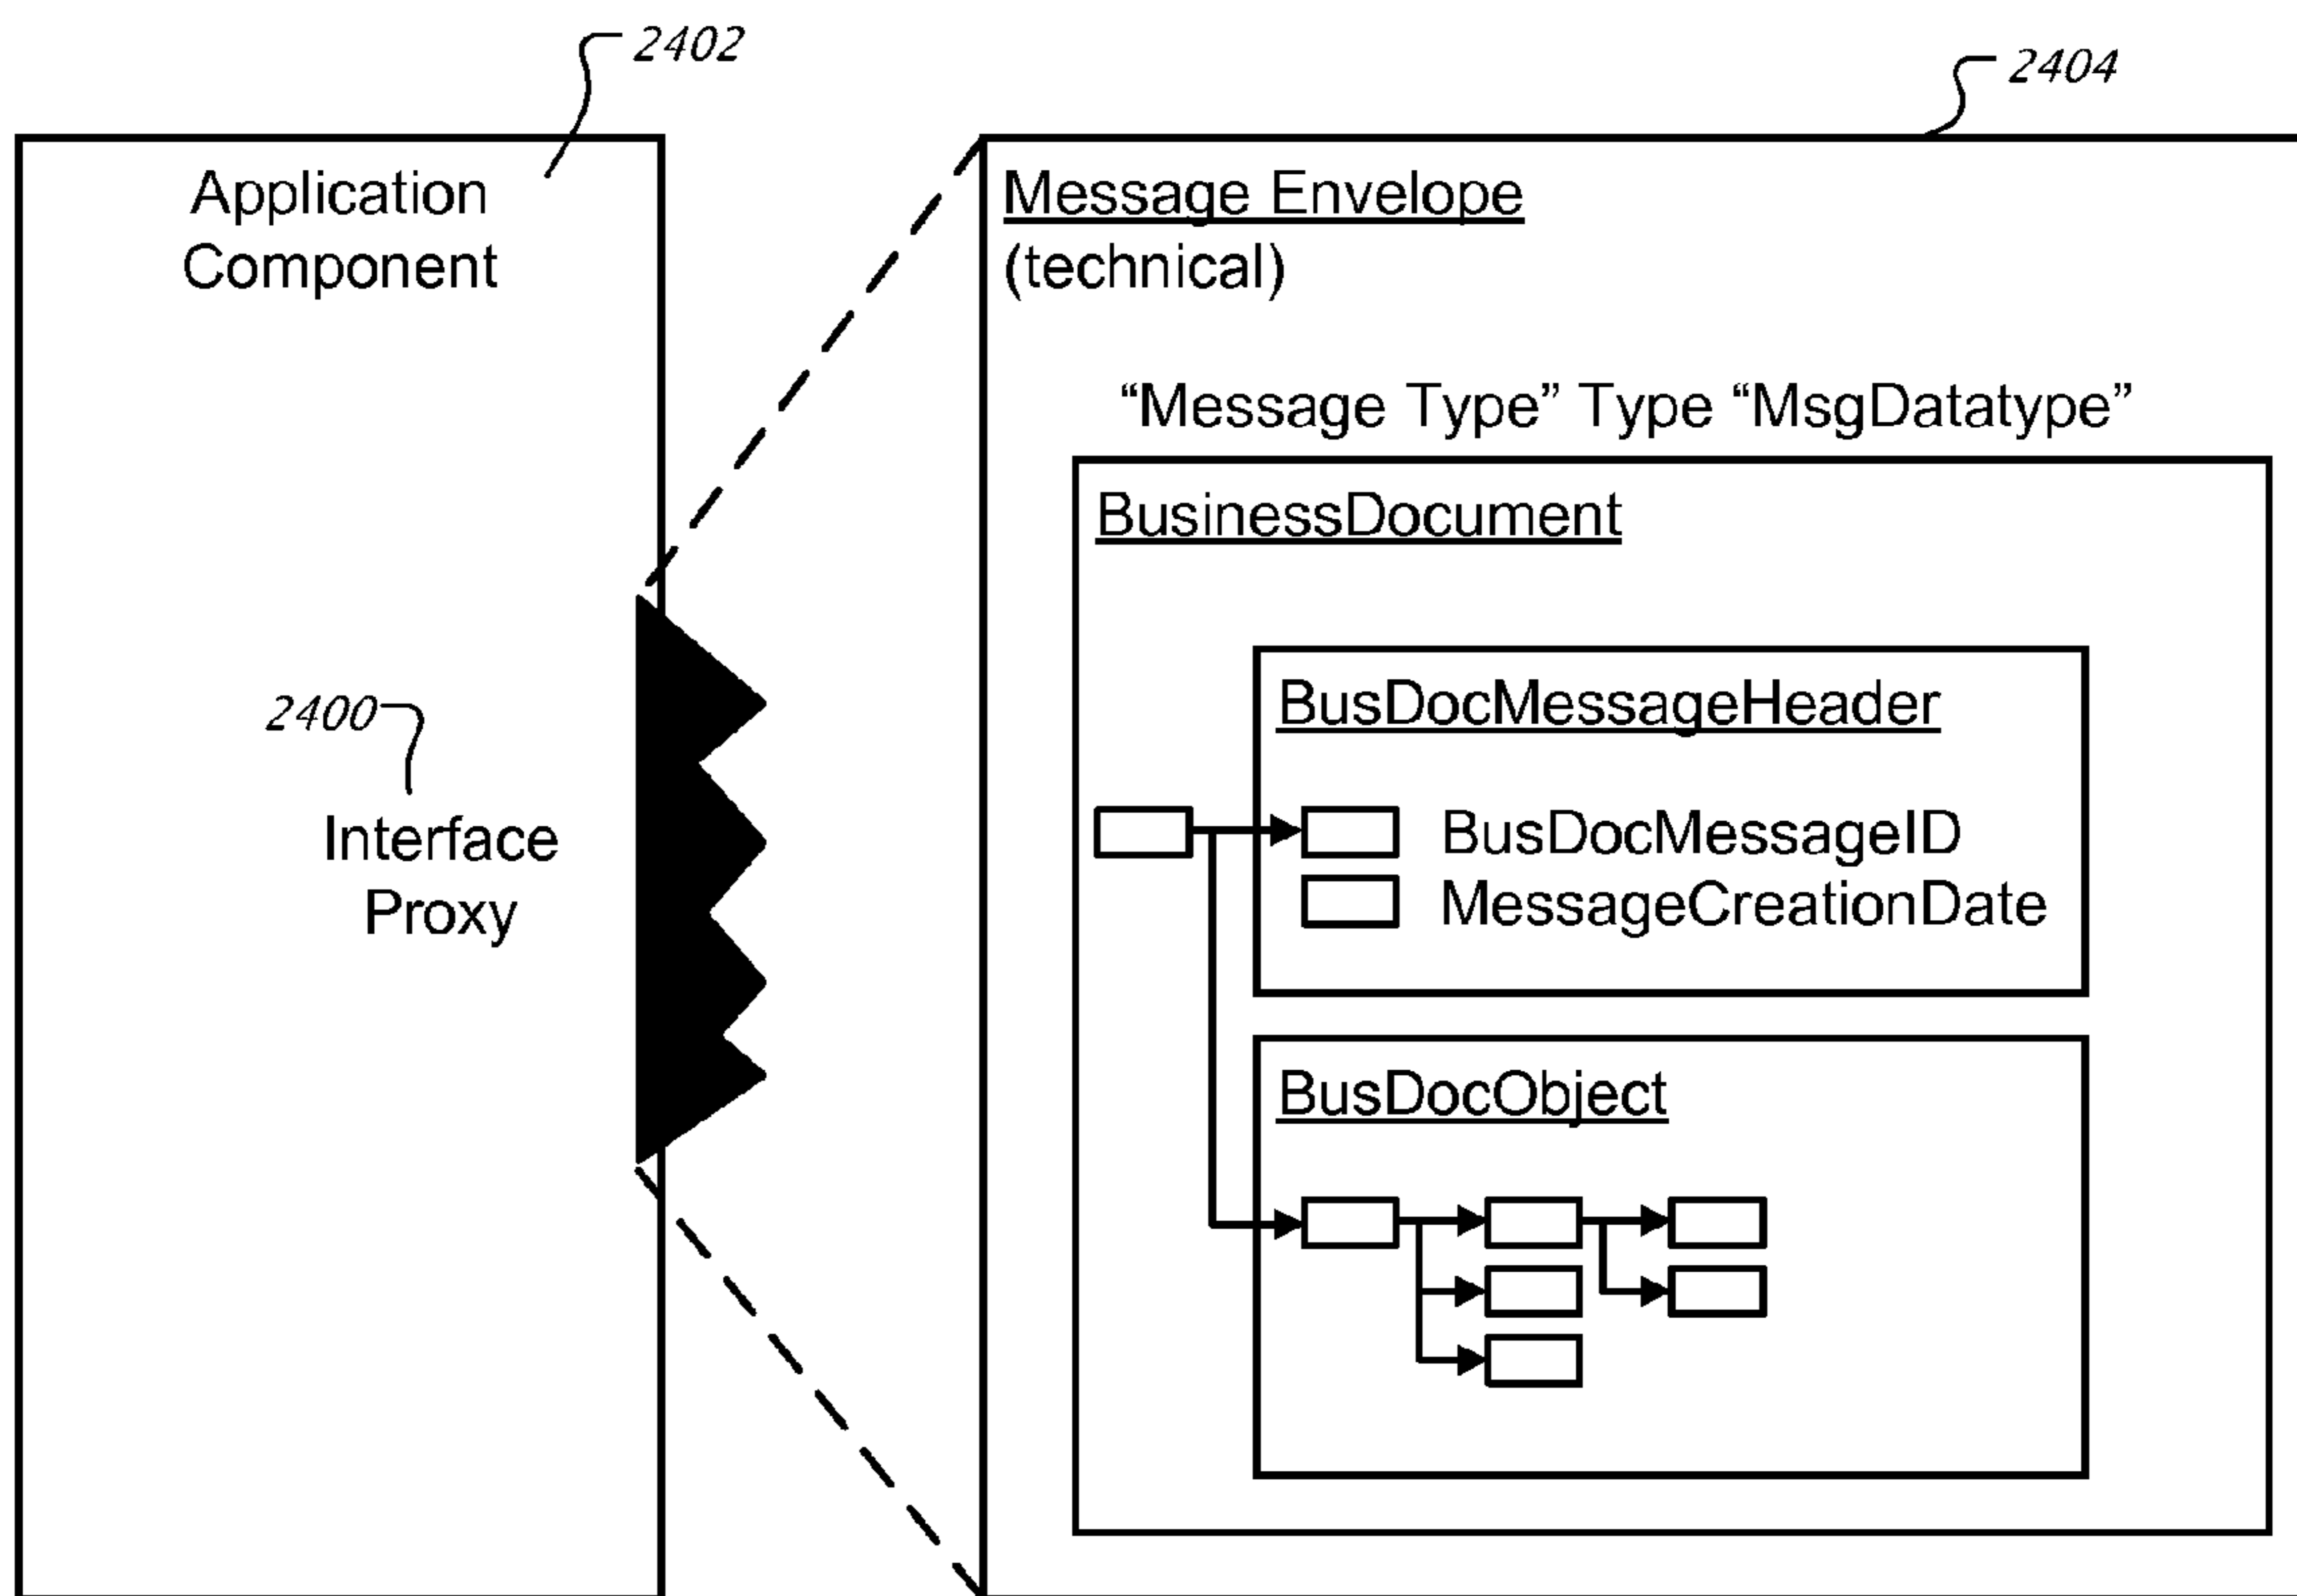 2402
2404
Application
Component
Message Envelope
(technical)
“Message Type” Type “MsgDatatype”
BusinessDocument
BusDocMessageHeader
2400
Interface
Proxy
BusDocMessageID
MessageCreationDate
BusDocObject